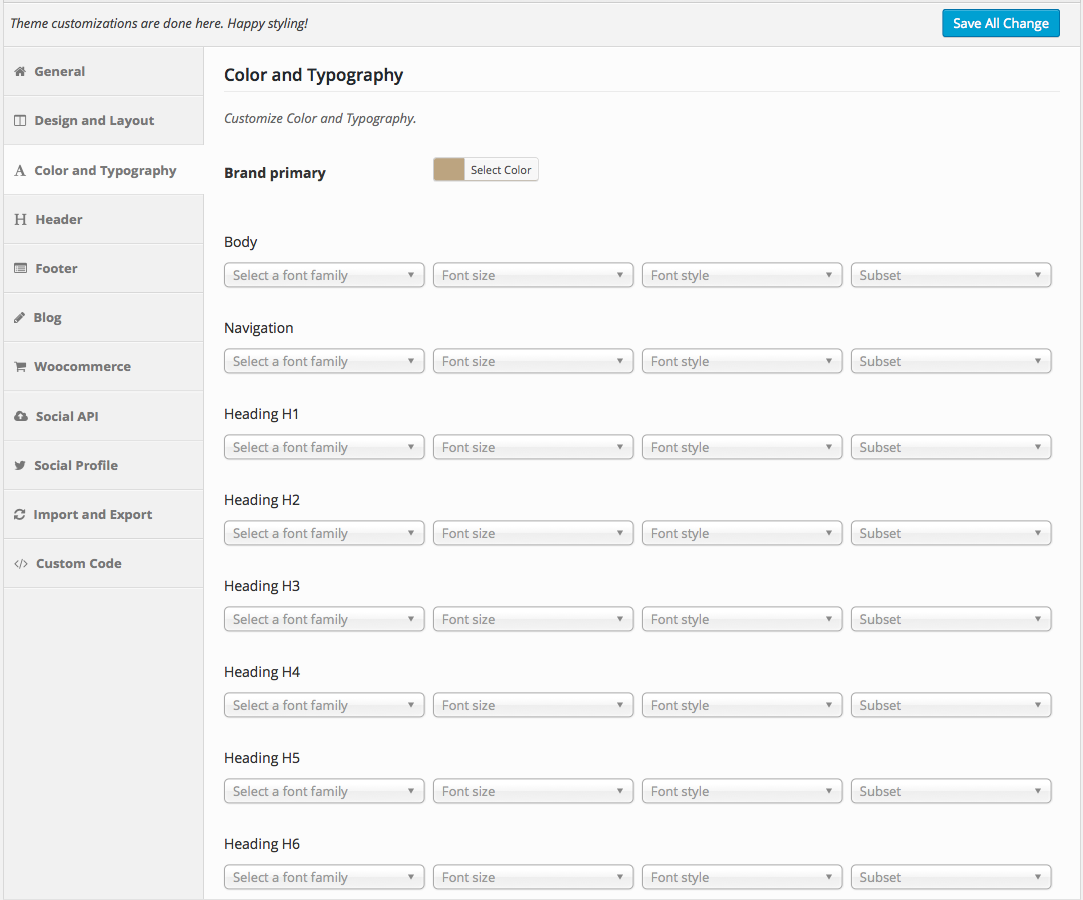 Theme customizations are done here. Happy styling!
Save All Change
General
Design and Layout
Color and Typography
Header
Footer
Blog
Woocommerce
Social API
Social Profile
Import and Export
Custom Code
Color and Typography
Customize Color and Typography.
Brand primary Select Color
Body
Select a font family Font size Font style Subset
Navigation
Select a font family Font size Font style Subset
Heading H1
Select a font family Font size Font style Subset
Heading H2
Select a font family Font size Font style Subset
Heading H3
Select a font family Font size Font style Subset
Heading H4
Select a font family Font size Font style Subset
Heading H5
Select a font family Font size Font style Subset
Heading H6
Select a font family Font size Font style Subset